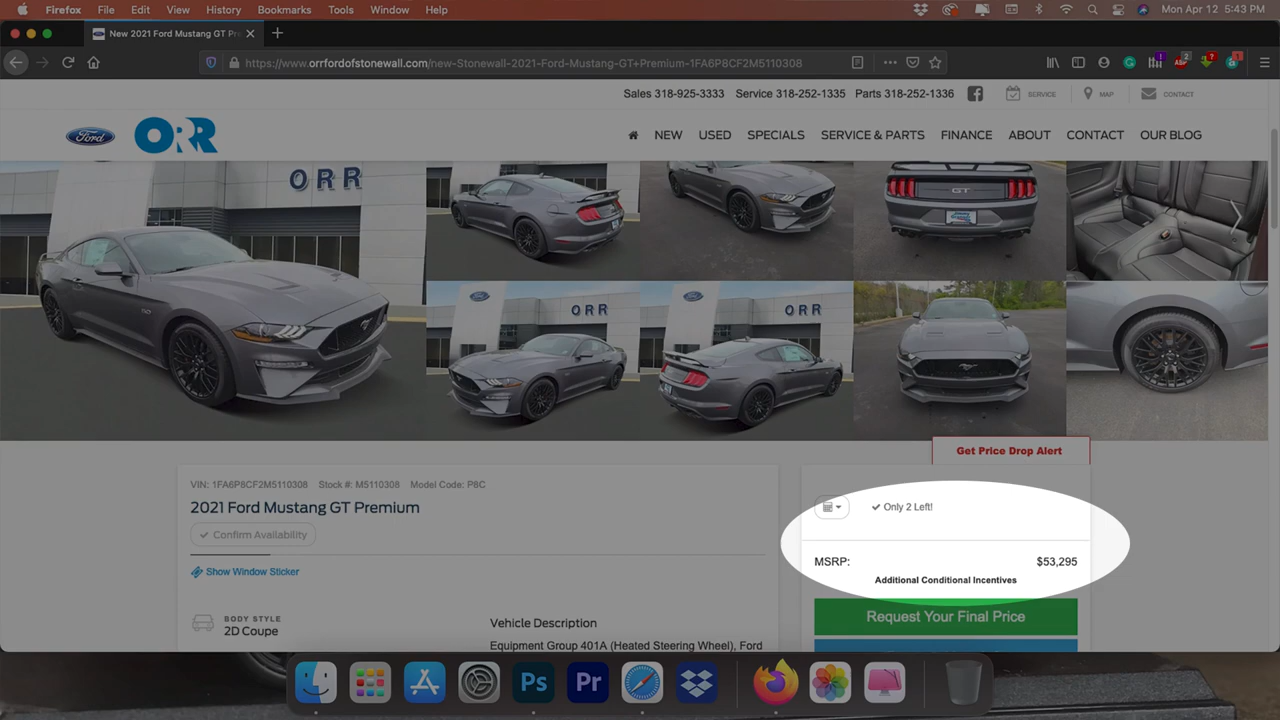 Firefox File Edit View History Bookmarks Tools Window Help Mon Apr 12 5:43 PM
New 2021 Ford Mustang GT Pre
https://www.orrfordofstonewall.com/new-Stonewall-2021-Ford-Mustang-GT+Premium-1FA6P8CF2M5110308
Sales 318-925-3333 Service 318-252-1335 Parts 318-252-1336 SERVICE MAP CONTACT
Ford ORR NEW USED SPECIALS SERVICE & PARTS FINANCE ABOUT CONTACT OUR BLOG
ORR
GT
ORR
ORR
Get Price Drop Alert
VIN: 1FA6P8CF2M5110308 Stock #: M5110308 Model Code: P8C
2021 Ford Mustang GT Premium
Confirm Availability
Show Window Sticker
BODY STYLE
2D Coupe
Vehicle Description
Equipment Group 401A (Heated Steering Wheel), Ford
Only 2 Left!
MSRP: $53,295
Additional Conditional Incentives
Request Your Final Price
Ps Pr